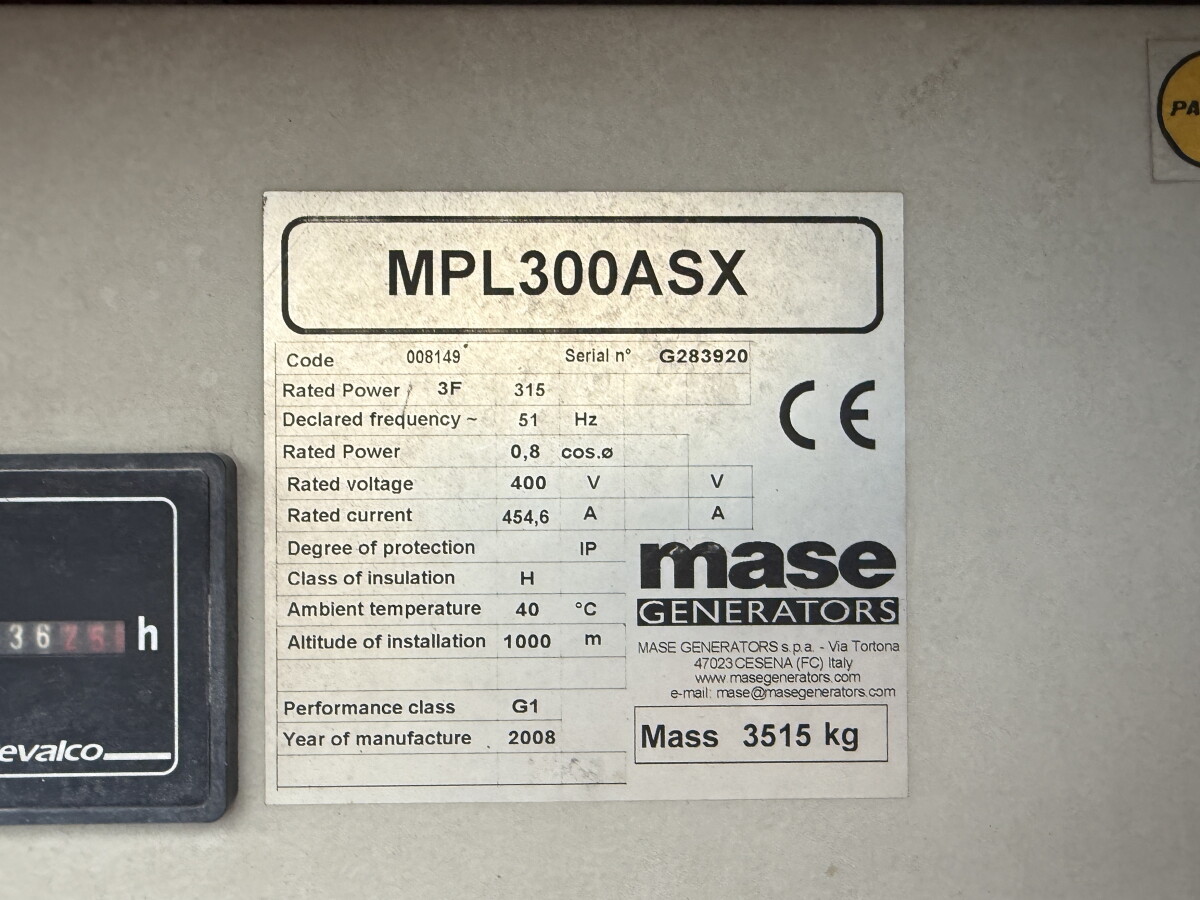 PA
MPL300ASX
Code 008149 Serial n° G283920
Rated Power 3F 315
Declared frequency ~ 51 Hz
Rated Power 0,8 cos.ø
Rated voltage 400 V V
Rated current 454,6 A A
Degree of protection IP
Class of insulation H
Ambient temperature 40 °C
Altitude of installation 1000 m
Performance class G1
Year of manufacture 2008
CE
mase
GENERATORS
MASE GENERATORS s.p.a. - Via Tortona
47023 CESENA (FC) Italy
www masegenerators.com
e-mail: mase@masegenerators.com
Mass 3515 kg
h
evalco